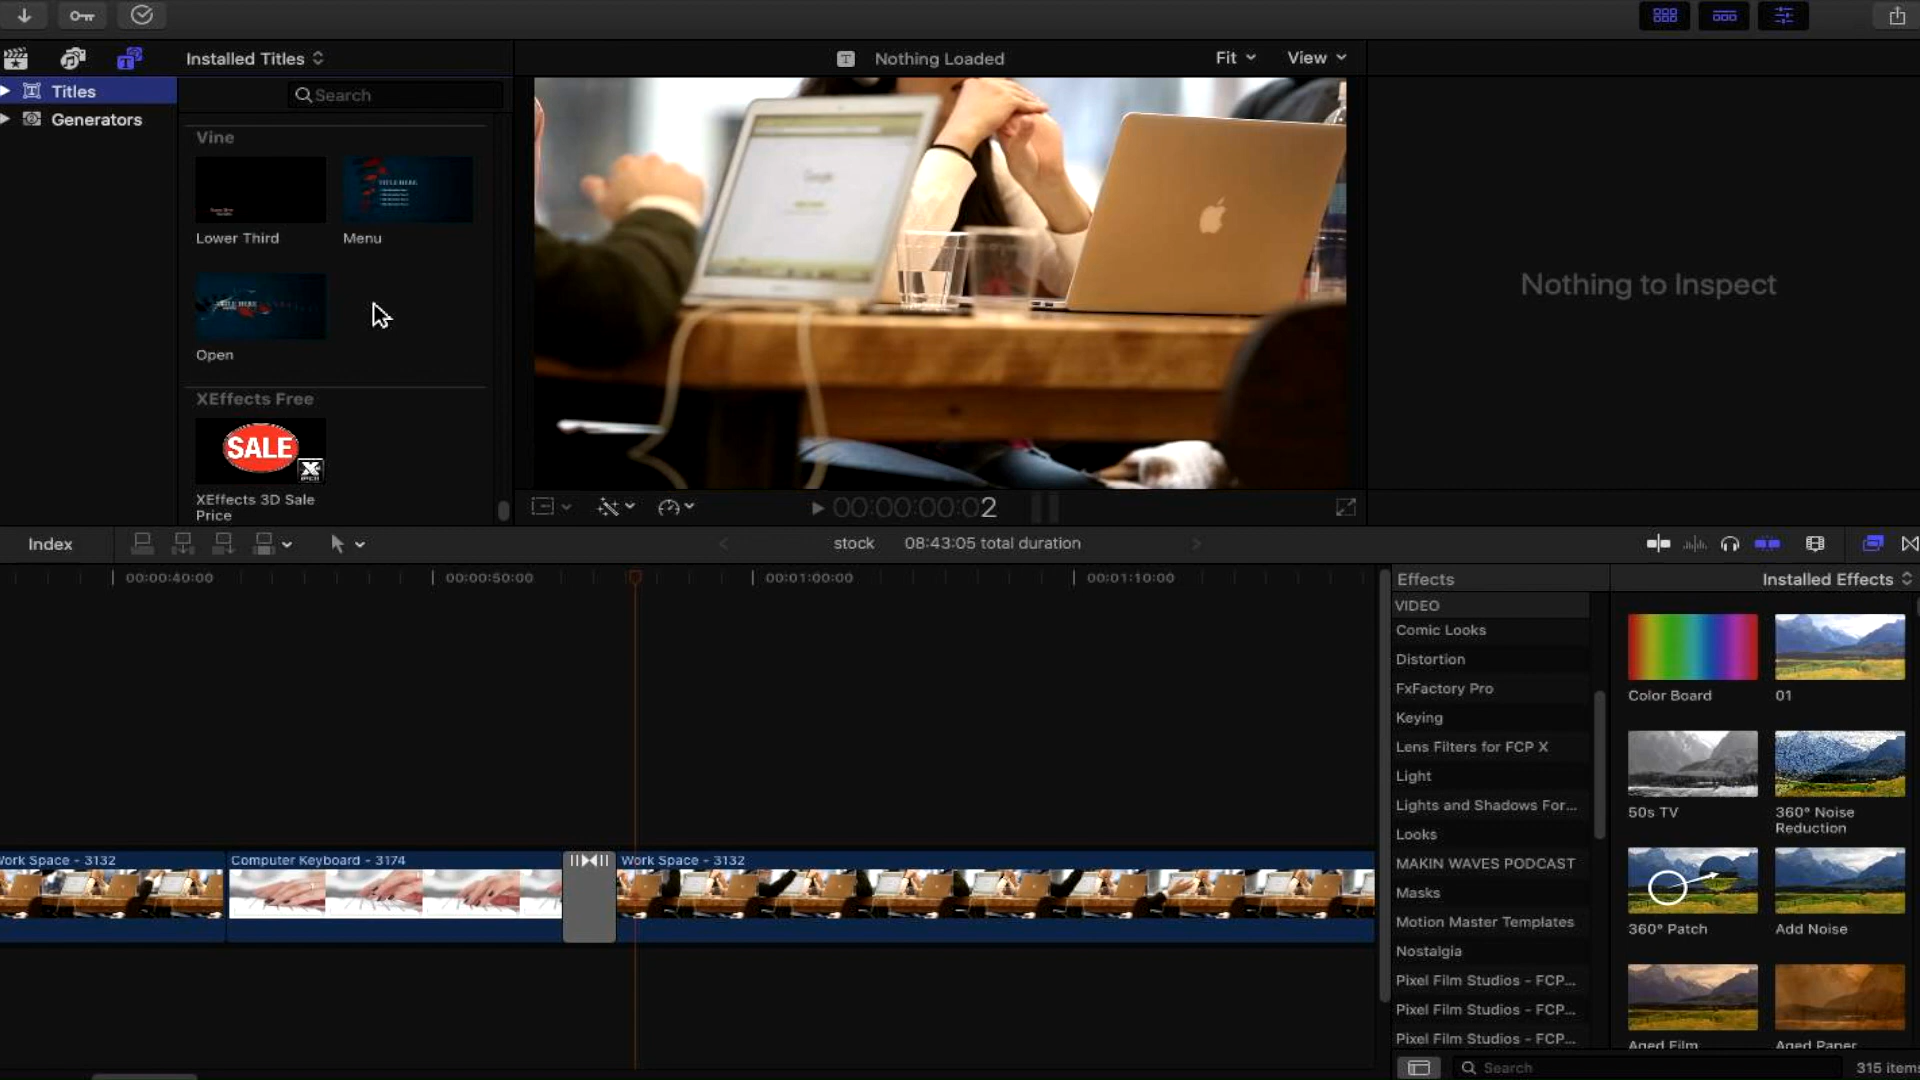 Installed Titles
Nothing Loaded
Fit
View
Titles
Generators
Search
Vine
Lower Third
Menu
TITLE HERE
Open
XEffects Free
SALE
XEffects 3D Sale
Price
Nothing to Inspect
00:00:00:02
Index
stock
08:43:05 total duration
00:00:40:00
00:00:50:00
00:01:00:00
00:01:10:00
Work Space - 3132
Computer Keyboard - 3174
Work Space - 3132
Effects
Installed Effects
VIDEO
Comic Looks
Distortion
FxFactory Pro
Keying
Lens Filters for FCP X
Light
Lights and Shadows For...
Looks
MAKIN WAVES PODCAST
Masks
Motion Master Templates
Nostalgia
Pixel Film Studios - FCP...
Pixel Film Studios - FCP...
Pixel Film Studios - FCP...
Color Board
01
50s TV
360° Noise
Reduction
360° Patch
Add Noise
Aged Film
Aged Paper
Search
315 items